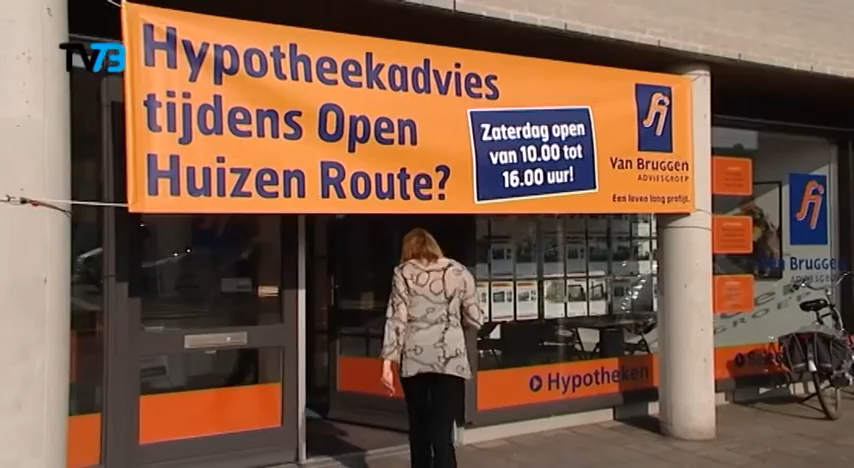 TV73
Hypotheekadvies
tijdens Open
Huizen Route?
Zaterdag open
van 10.00 tot
16.00 uur!
Van Bruggen
ADVIESGROEP
Een leven lang profijt.
Van Bruggen
Hypotheken